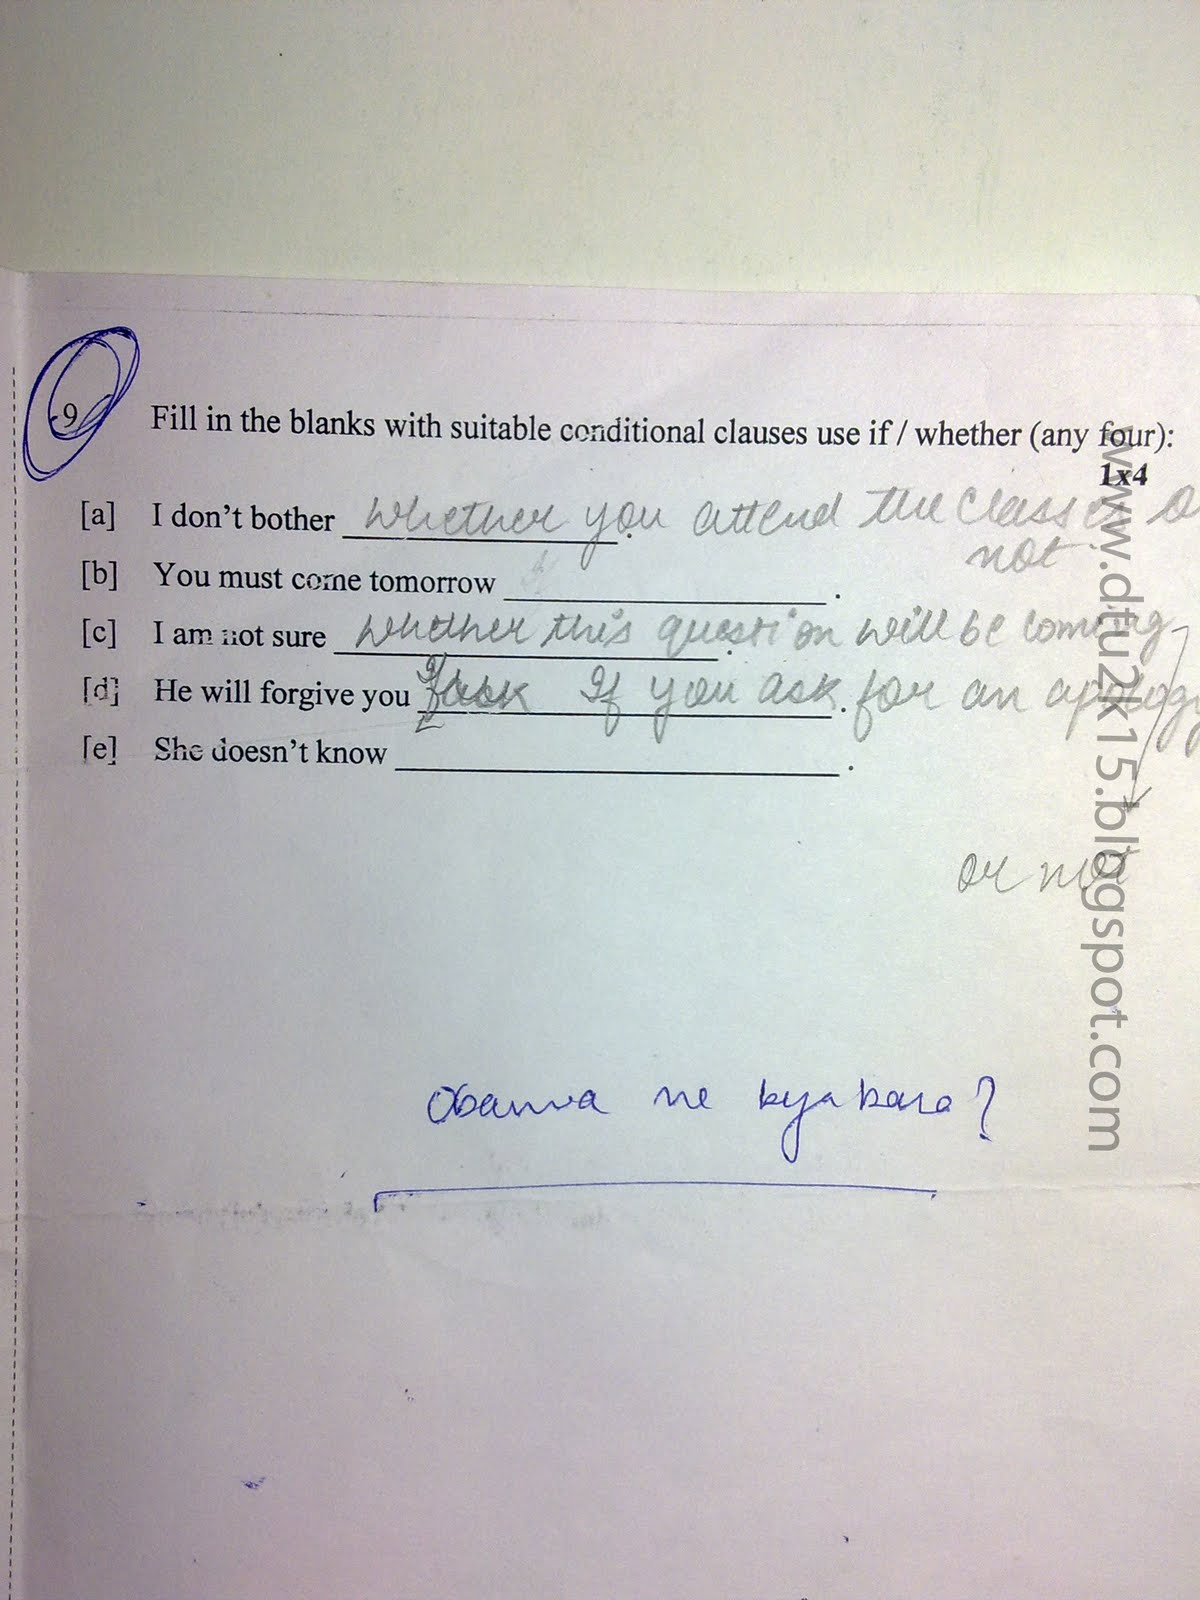 9 Fill in the blanks with suitable conditional clauses use if / whether (any four):
1x4
[a] I don't bother whether you attend the classes or
not
[b] You must come tomorrow ____________ .
[c] I am not sure whether this question will be coming
[d] He will forgive you If you ask for an apology
[e] She doesn't know ____________ .
or not
Obama ne kya kara?
www.dtu2k15.blogspot.com